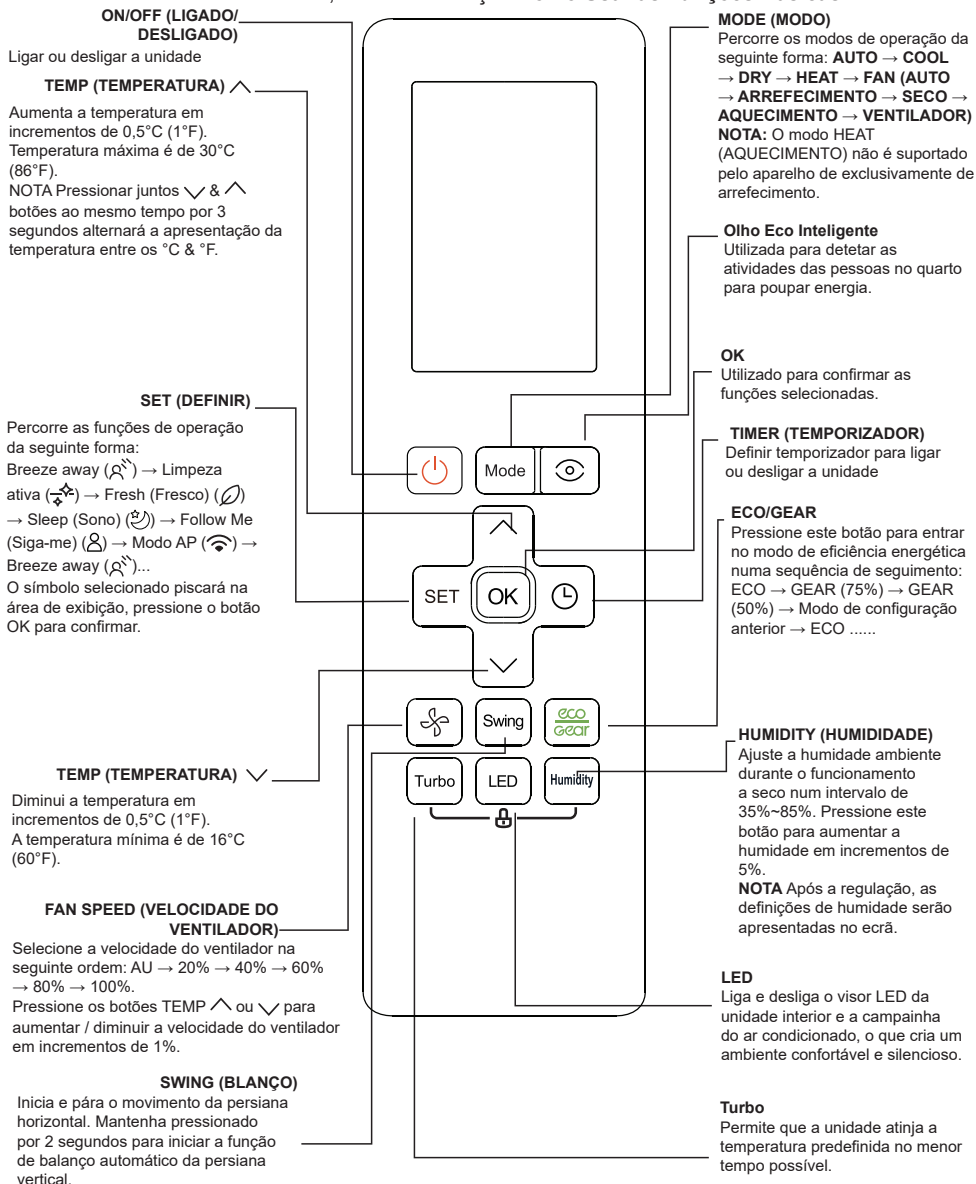 ON/OFF (LIGADO/
DESLIGADO)
Ligar ou desligar a unidade
TEMP (TEMPERATURA)
Aumenta a temperatura em
incrementos de 0,5°C (1°F).
Temperatura máxima é de 30°C
(86°F).
NOTA Pressionar juntos & 
botões ao mesmo tempo por 3
segundos alternará a apresentação da
temperatura entre os °C & °F.
SET (DEFINIR)
Percorre as funções de operação
da seguinte forma:
Breeze away ( ) → Limpeza
ativa ( ) → Fresh (Fresco) ( )
→ Sleep (Sono) ( ) → Follow Me
(Siga-me) ( ) → Modo AP ( ) →
Breeze away ( )...
O símbolo selecionado piscará na
área de exibição, pressione o botão
OK para confirmar.
TEMP (TEMPERATURA)
Diminui a temperatura em
incrementos de 0,5°C (1°F).
A temperatura mínima é de 16°C
(60°F).
FAN SPEED (VELOCIDADE DO
VENTILADOR)
Selecione a velocidade do ventilador na
seguinte ordem: AU → 20% → 40% → 60%
→ 80% → 100%.
Pressione os botões TEMP ou para
aumentar / diminuir a velocidade do ventilador
em incrementos de 1%.
SWING (BLANÇO)
Inicia e pára o movimento da persiana
horizontal. Mantenha pressionado
por 2 segundos para iniciar a função
de balanço automático da persiana
vertical.
Mode
SET
OK
Swing
eco
Gear
Turbo
LED
Humidity
MODE (MODO)
Percorre os modos de operação da
seguinte forma: AUTO → COOL
→ DRY → HEAT → FAN (AUTO
→ ARREFECIMENTO → SECO →
AQUECIMENTO → VENTILADOR)
NOTA: O modo HEAT
(AQUECIMENTO) não é suportado
pelo aparelho de exclusivamente de
arrefecimento.
Olho Eco Inteligente
Utilizada para detetar as
atividades das pessoas no quarto
para poupar energia.
OK
Utilizado para confirmar as
funções selecionadas.
TIMER (TEMPORIZADOR)
Definir temporizador para ligar
ou desligar a unidade
ECO/GEAR
Pressione este botão para entrar
no modo de eficiência energética
numa sequência de seguimento:
ECO → GEAR (75%) → GEAR
(50%) → Modo de configuração
anterior → ECO ......
HUMIDITY (HUMIDIDADE)
Ajuste a humidade ambiente
durante o funcionamento
a seco num intervalo de
35%~85%. Pressione este
botão para aumentar a
humidade em incrementos de
5%.
NOTA Após a regulação, as
definições de humidade serão
apresentadas no ecrã.
LED
Liga e desliga o visor LED da
unidade interior e a campainha
do ar condicionado, o que cria um
ambiente confortável e silencioso.
Turbo
Permite que a unidade atinja a
temperatura predefinida no menor
tempo possível.